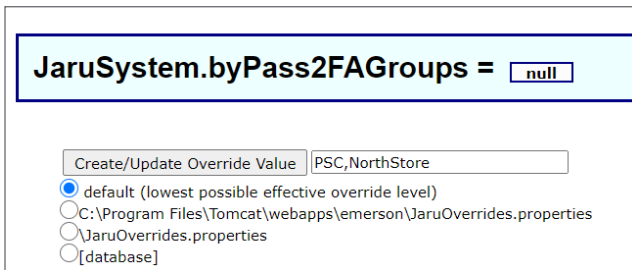 JaruSystem.byPass2FAGroups = null
Create/Update Override Value PSC,NorthStore
default (lowest possible effective override level)
C:\Program Files\Tomcat\webapps\emerson\JaruOverrides.properties
\JaruOverrides.properties
[database]